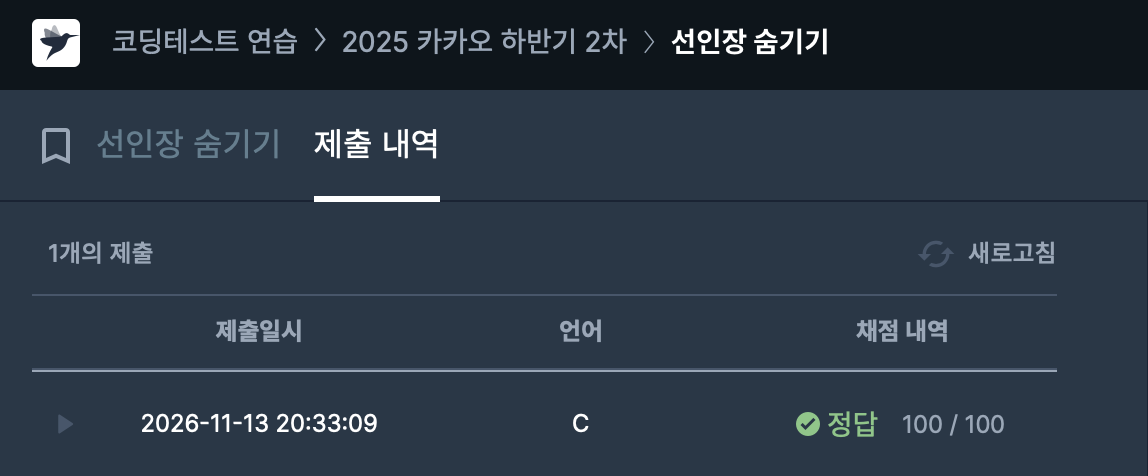 코딩테스트 연습 > 2025 카카오 하반기 2차 > 선인장 숨기기
선인장 숨기기 제출 내역
1개의 제출 새로고침
제출일시 언어 채점 내역
2026-11-13 20:33:09 C 정답 100 / 100